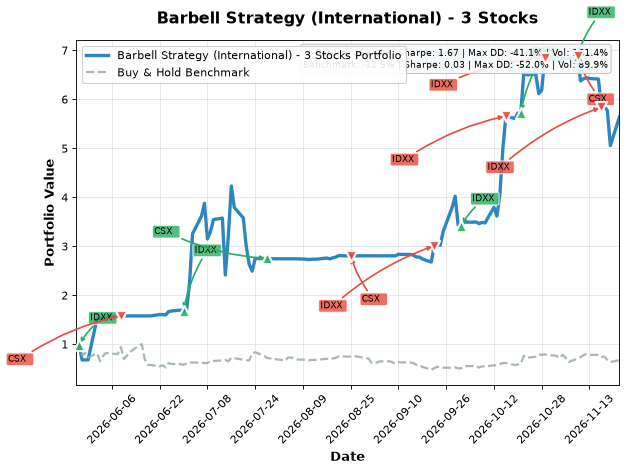 Barbell Strategy (International) - 3 Stocks
IDXX
Barbell Strategy (International) - 3 Stocks Portfolio
Sharpe: 1.67 | Max DD: -41.1% | Vol:
Buy & Hold Benchmark
Sharpe: 0.03 | Max DD: -52.0% | Vol: 89.9%
IDXX
CSX
IDXX
IDXX
IDXX
CSX
IDXX
IDXX
CSX
IDXX
CSX
Portfolio Value
7
6
5
4
3
2
1
2026-06-06
2026-06-22
2026-07-08
2026-07-24
2026-08-09
2026-08-25
2026-09-10
2026-09-26
2026-10-12
2026-10-28
2026-11-13
Date